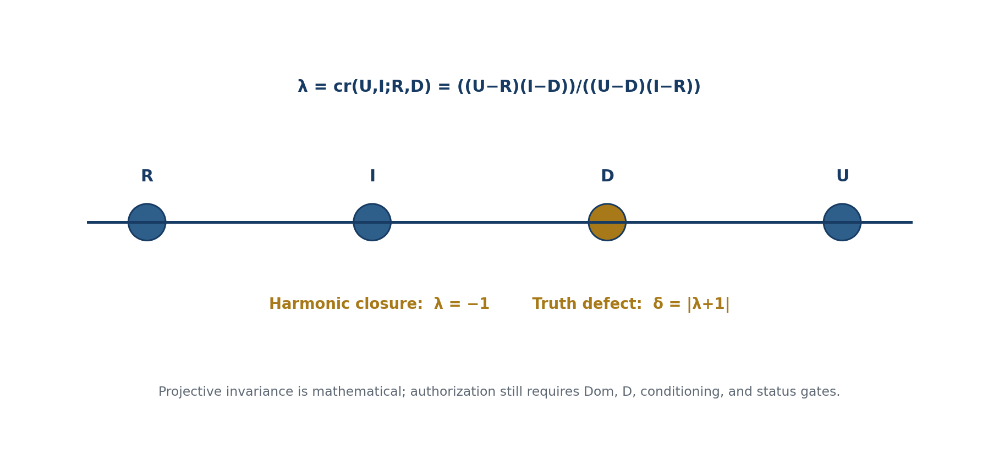 λ = cr(U,I;R,D) = ((U−R)(I−D))/((U−D)(I−R))
R I D U
Harmonic closure: λ = −1 Truth defect: δ = |λ+1|
Projective invariance is mathematical; authorization still requires Dom, D, conditioning, and status gates.